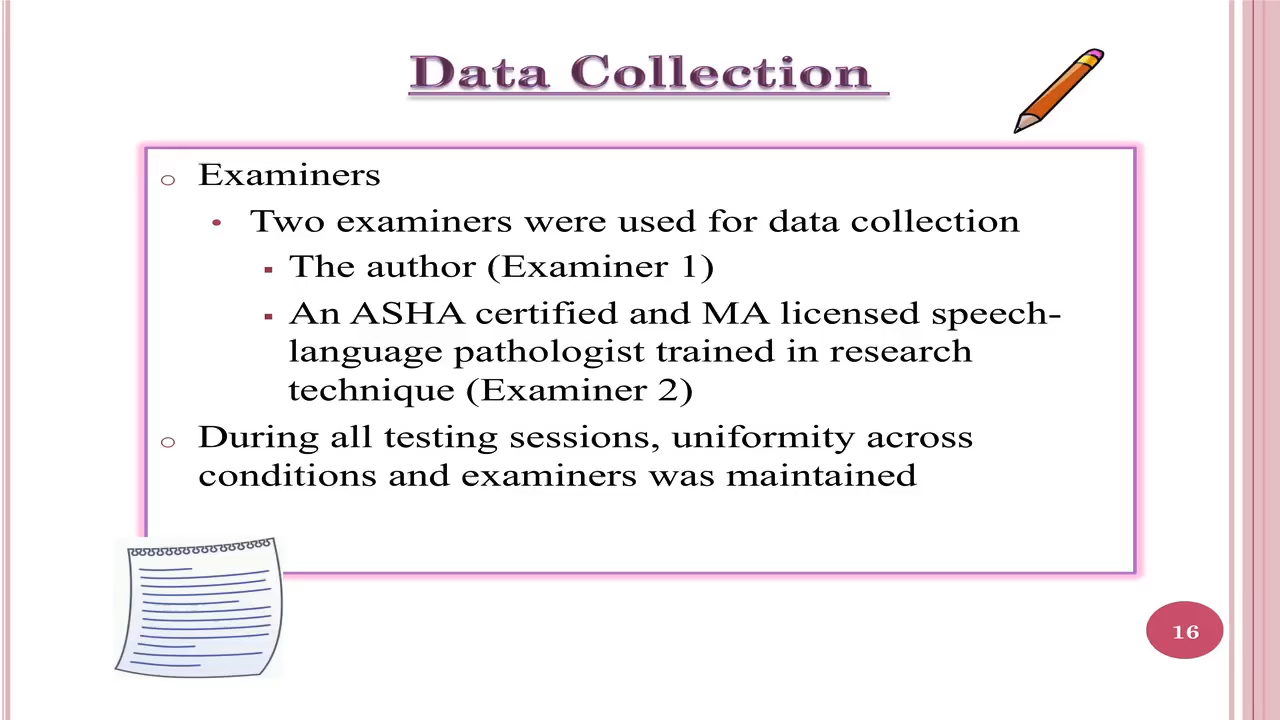 Data Collection
Examiners
Two examiners were used for data collection
The author (Examiner 1)
An ASHA certified and MA licensed speech-
language pathologist trained in research
technique (Examiner 2)
During all testing sessions, uniformity across
conditions and examiners was maintained
16